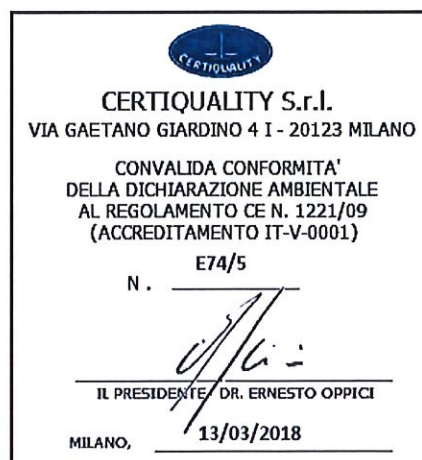 CERTIQUALITY
CERTIQUALITY S.r.l.
VIA GAETANO GIARDINO 4 I - 20123 MILANO
CONVALIDA CONFORMITA'
DELLA DICHIARAZIONE AMBIENTALE
AL REGOLAMENTO CE N. 1221/09
(ACCREDITAMENTO IT-V-0001)
N. E74/5
IL PRESIDENTE DR. ERNESTO OPPICI
MILANO, 13/03/2018